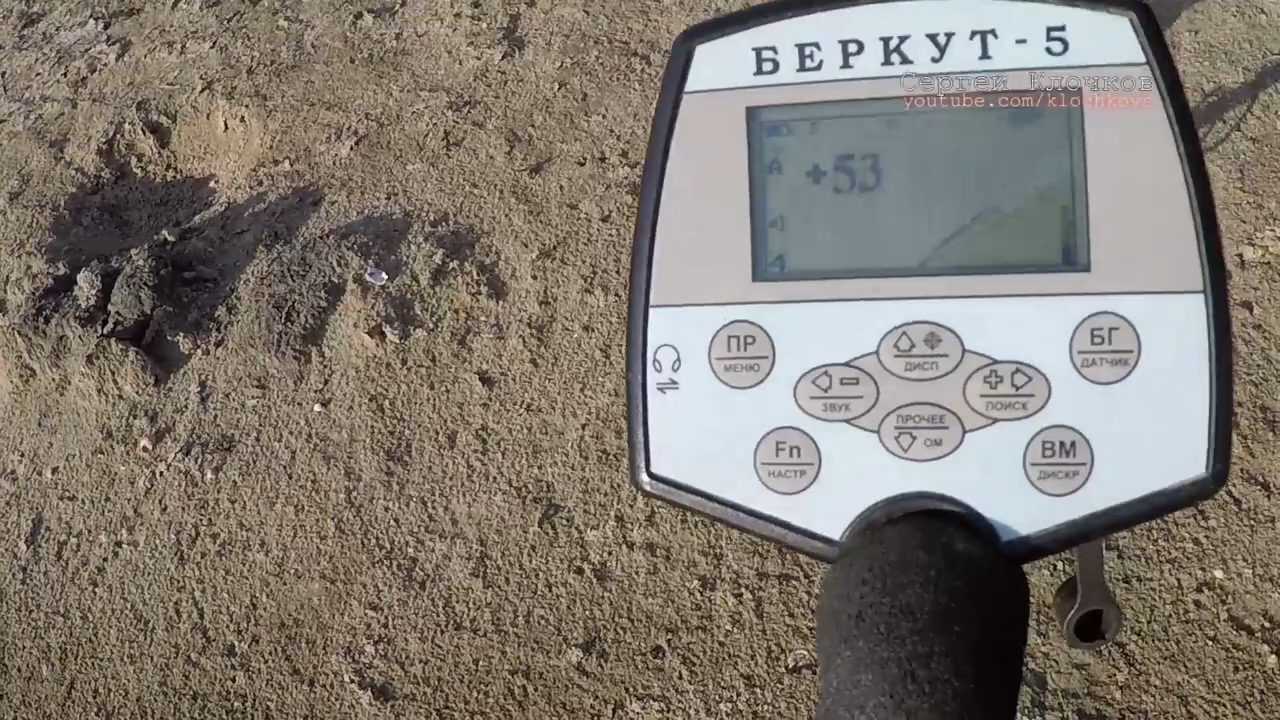 БЕРКУТ-5
Сергей Клочков
youtube.com/klochkovs
A
+53
ПР
МЕНЮ
ДИСП
БГ
ДАТЧИК
ЗВУК
ПОИСК
ПРОЧЕЕ
ОМ
Fn
НАСТР
ВМ
ДИСКР